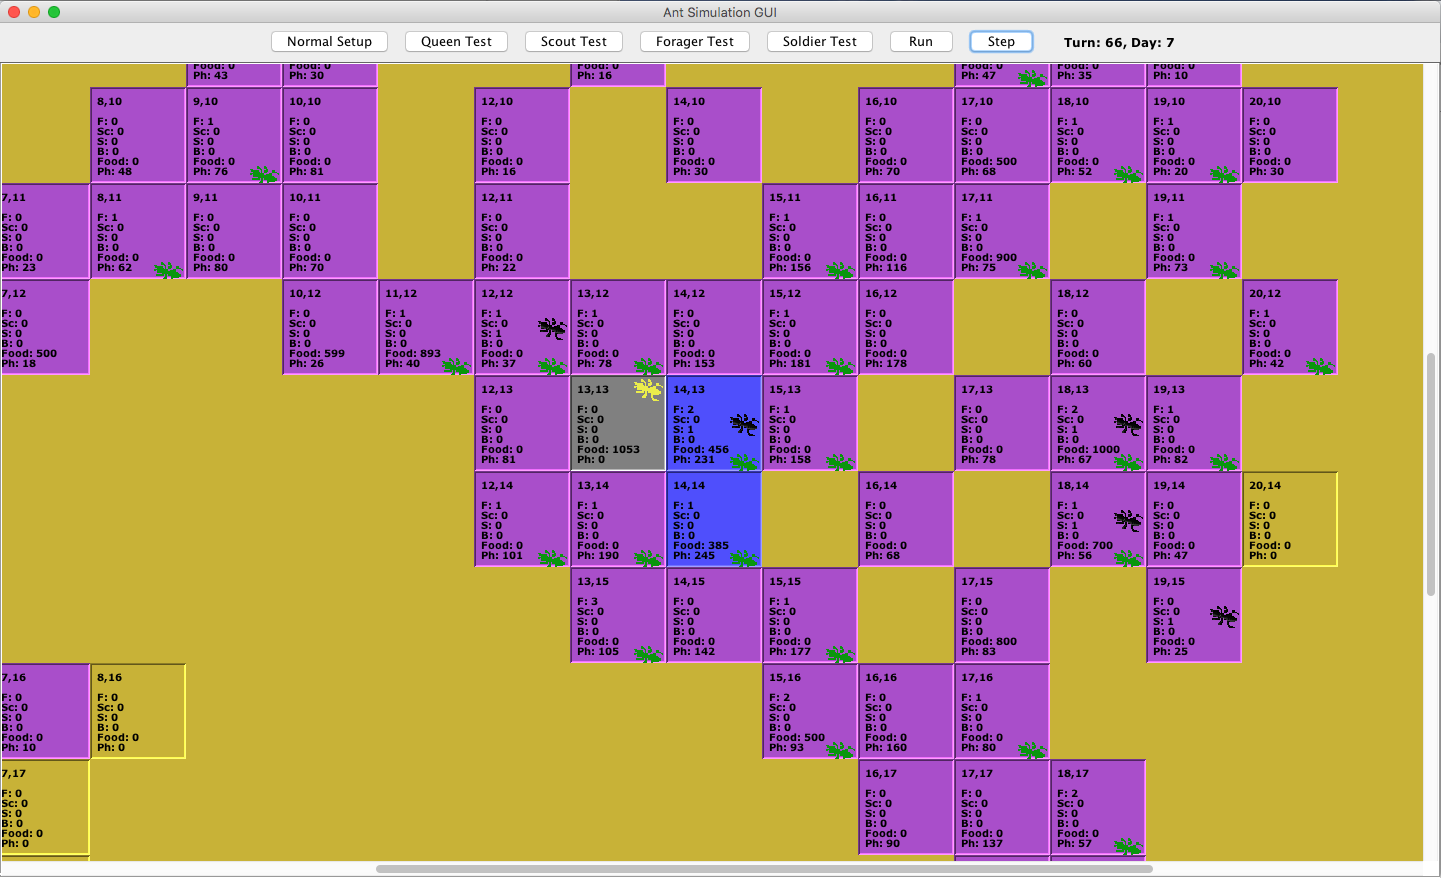 Ant Simulation GUI
Normal Setup Queen Test Scout Test Forager Test Soldier Test Run Step Turn: 66, Day: 7
Food: 0 Food: 0 Food: 0 Food: 0 Food: 0 Food: 0
Ph: 43 Ph: 30 Ph: 16 Ph: 47 Ph: 35 Ph: 10
8,10 9,10 10,10 12,10 14,10 16,10 17,10 18,10 19,10 20,10
F: 0 F: 1 F: 0 F: 0 F: 0 F: 0 F: 0 F: 1 F: 1 F: 0
Sc: 0 Sc: 0 Sc: 0 Sc: 0 Sc: 0 Sc: 0 Sc: 0 Sc: 0 Sc: 0 Sc: 0
S: 0 S: 0 S: 0 S: 0 S: 0 S: 0 S: 0 S: 0 S: 0 S: 0
B: 0 B: 0 B: 0 B: 0 B: 0 B: 0 B: 0 B: 0 B: 0 B: 0
Food: 0 Food: 0 Food: 0 Food: 0 Food: 0 Food: 0 Food: 500 Food: 0 Food: 0 Food: 0
Ph: 48 Ph: 76 Ph: 81 Ph: 16 Ph: 30 Ph: 70 Ph: 68 Ph: 52 Ph: 20 Ph: 30
7,11 8,11 9,11 10,11 12,11 15,11 16,11 17,11 19,11
F: 0 F: 1 F: 0 F: 0 F: 0 F: 1 F: 0 F: 1 F: 1
Sc: 0 Sc: 0 Sc: 0 Sc: 0 Sc: 0 Sc: 0 Sc: 0 Sc: 0 Sc: 0
S: 0 S: 0 S: 0 S: 0 S: 0 S: 0 S: 0 S: 0 S: 0
B: 0 B: 0 B: 0 B: 0 B: 0 B: 0 B: 0 B: 0 B: 0
Food: 0 Food: 0 Food: 0 Food: 0 Food: 0 Food: 0 Food: 0 Food: 900 Food: 0
Ph: 23 Ph: 62 Ph: 80 Ph: 70 Ph: 22 Ph: 156 Ph: 116 Ph: 75 Ph: 73
7,12 10,12 11,12 12,12 13,12 14,12 15,12 16,12 18,12 20,12
F: 0 F: 0 F: 1 F: 1 F: 1 F: 0 F: 1 F: 0 F: 0 F: 1
Sc: 0 Sc: 0 Sc: 0 Sc: 0 Sc: 0 Sc: 0 Sc: 0 Sc: 0 Sc: 0 Sc: 0
S: 0 S: 0 S: 0 S: 1 S: 0 S: 0 S: 0 S: 0 S: 0 S: 0
B: 0 B: 0 B: 0 B: 0 B: 0 B: 0 B: 0 B: 0 B: 0 B: 0
Food: 500 Food: 599 Food: 893 Food: 0 Food: 0 Food: 0 Food: 0 Food: 0 Food: 0 Food: 0
Ph: 18 Ph: 26 Ph: 40 Ph: 37 Ph: 78 Ph: 153 Ph: 181 Ph: 178 Ph: 60 Ph: 42
12,13 13,13 14,13 15,13 17,13 18,13 19,13
F: 0 F: 0 F: 2 F: 1 F: 0 F: 2 F: 1
Sc: 0 Sc: 0 Sc: 0 Sc: 0 Sc: 0 Sc: 0 Sc: 0
S: 0 S: 0 S: 1 S: 0 S: 0 S: 1 S: 0
B: 0 B: 0 B: 0 B: 0 B: 0 B: 0 B: 0
Food: 0 Food: 1053 Food: 456 Food: 0 Food: 0 Food: 1000 Food: 0
Ph: 81 Ph: 0 Ph: 231 Ph: 158 Ph: 78 Ph: 67 Ph: 82
12,14 13,14 14,14 16,14 18,14 19,14 20,14
F: 1 F: 1 F: 1 F: 0 F: 1 F: 0 F: 0
Sc: 0 Sc: 0 Sc: 0 Sc: 0 Sc: 0 Sc: 0 Sc: 0
S: 0 S: 0 S: 0 S: 0 S: 1 S: 0 S: 0
B: 0 B: 0 B: 0 B: 0 B: 0 B: 0 B: 0
Food: 0 Food: 0 Food: 385 Food: 0 Food: 700 Food: 0 Food: 0
Ph: 101 Ph: 190 Ph: 245 Ph: 68 Ph: 56 Ph: 47 Ph: 0
13,15 14,15 15,15 17,15 19,15
F: 3 F: 0 F: 1 F: 0 F: 0
Sc: 0 Sc: 0 Sc: 0 Sc: 0 Sc: 0
S: 0 S: 0 S: 0 S: 0 S: 1
B: 0 B: 0 B: 0 B: 0 B: 0
Food: 0 Food: 0 Food: 0 Food: 800 Food: 0
Ph: 105 Ph: 142 Ph: 177 Ph: 83 Ph: 25
7,16 8,16 15,16 16,16 17,16
F: 0 F: 0 F: 2 F: 0 F: 1
Sc: 0 Sc: 0 Sc: 0 Sc: 0 Sc: 0
S: 0 S: 0 S: 0 S: 0 S: 0
B: 0 B: 0 B: 0 B: 0 B: 0
Food: 0 Food: 0 Food: 500 Food: 0 Food: 0
Ph: 10 Ph: 0 Ph: 93 Ph: 160 Ph: 80
7,17 16,17 17,17 18,17
F: 0 F: 0 F: 0 F: 2
Sc: 0 Sc: 0 Sc: 0 Sc: 0
S: 0 S: 0 S: 0 S: 0
B: 0 B: 0 B: 0 B: 0
Food: 0 Food: 0 Food: 0 Food: 0
Ph: 0 Ph: 90 Ph: 137 Ph: 57